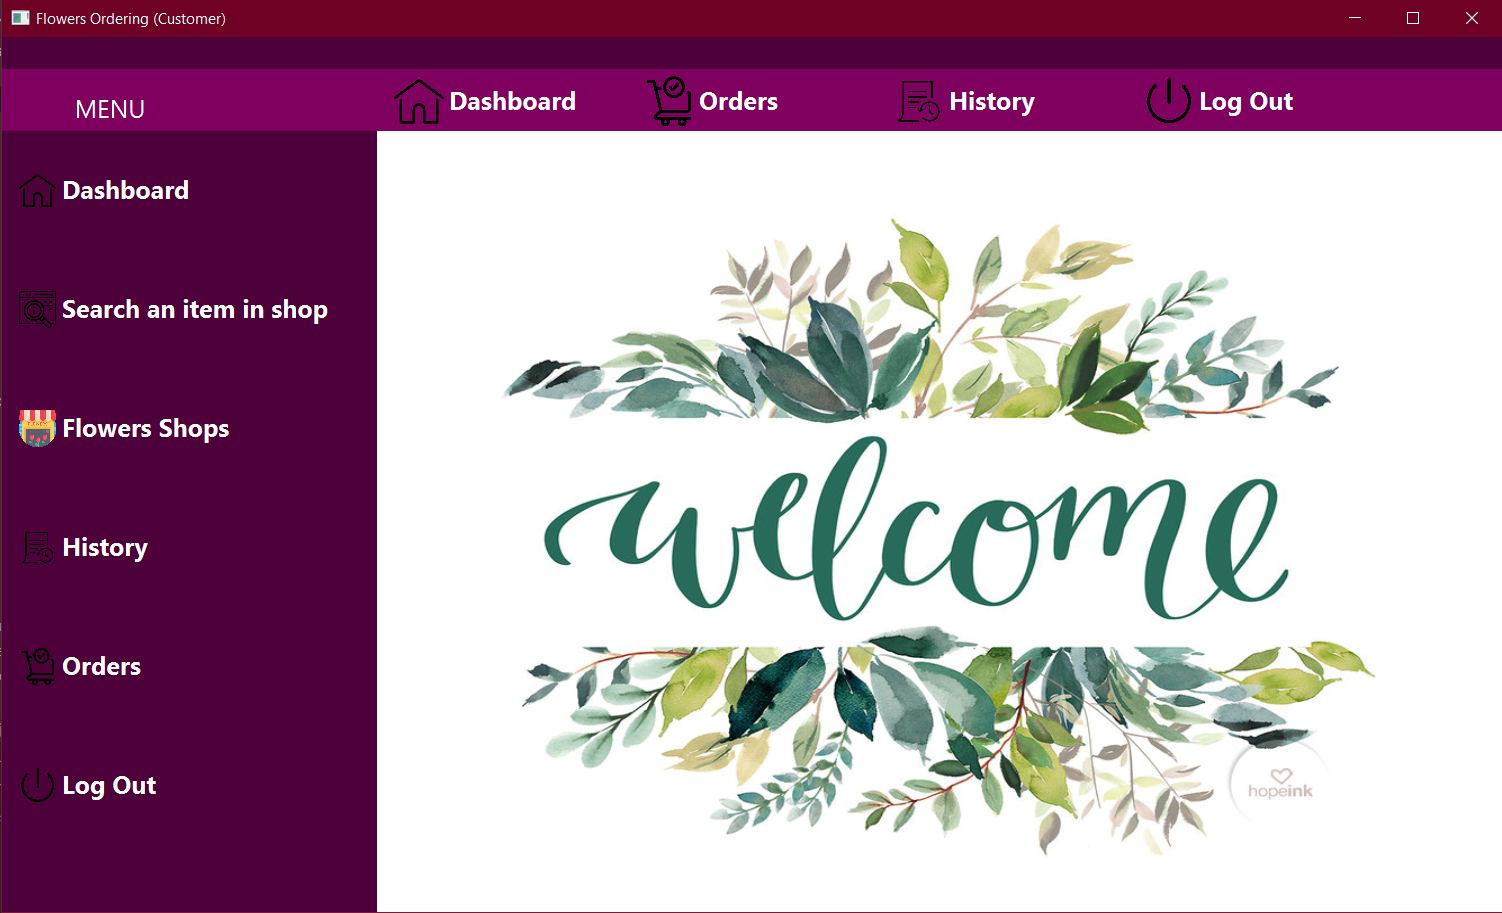 Flowers Ordering (Customer)
MENU
Dashboard
Orders
History
Log Out
Dashboard
Search an item in shop
Flowers Shops
History
Orders
Log Out
welcome
hopeink